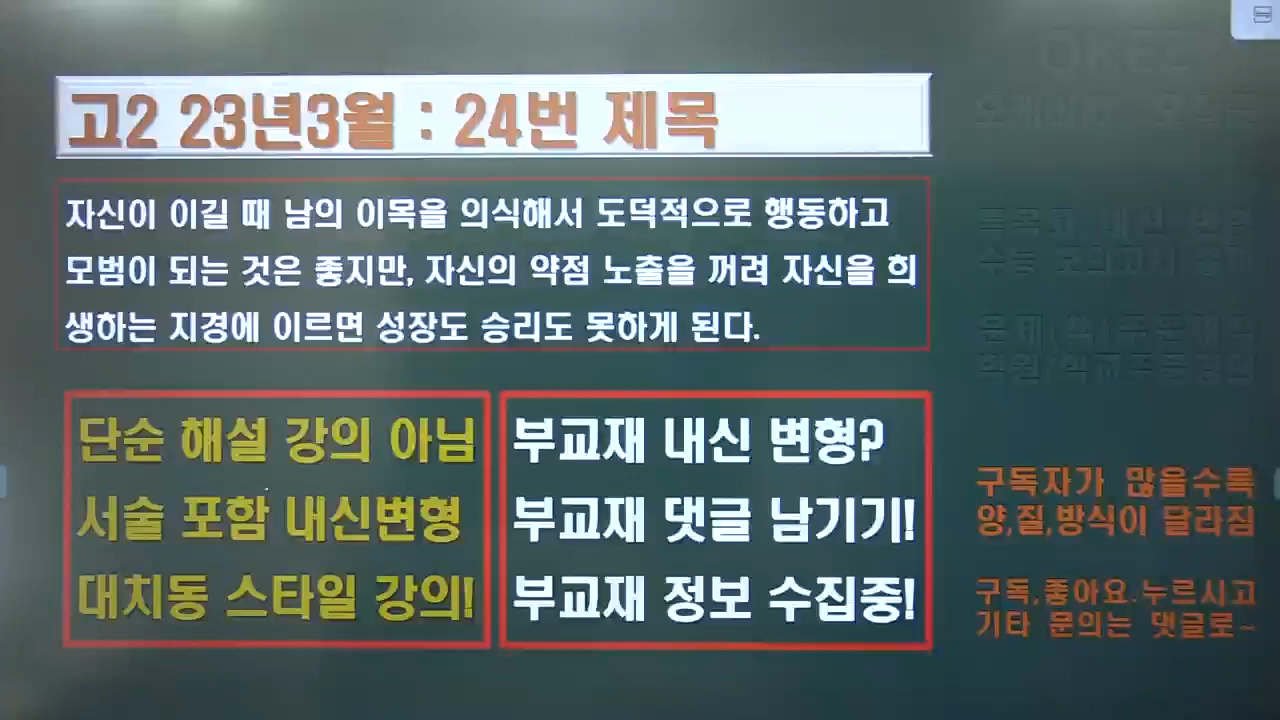 고2 23년3월 : 24번 제목
자신이 이길 때 남의 이목을 의식해서 도덕적으로 행동하고
모범이 되는 것은 좋지만, 자신의 약점 노출을 꺼려 자신을 희
생하는 지경에 이르면 성장도 승리도 못하게 된다.
단순 해설 강의 아님
서술 포함 내신변형
대치동 스타일 강의!
부교재 내신 변형?
부교재 댓글 남기기!
부교재 정보 수집중!
OKEZ
구독자가 많을수록
양,질,방식이 달라짐
구독,좋아요.누르시고
기타 문의는 댓글로~